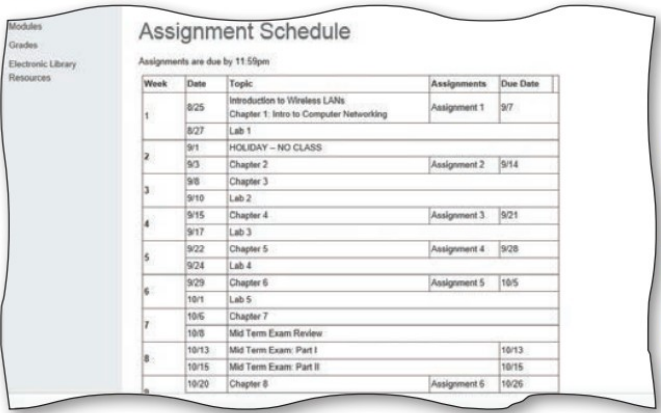 Modules
Grades
Electronic Library
Resources
Assignment Schedule
Assignments are due by 11:59pm
Week Date Topic Assignments Due Date
1 8/25 Introduction to Wireless LANs
Chapter 1: Intro to Computer Networking Assignment 1 9/7
8/27 Lab 1
2 9/1 HOLIDAY – NO CLASS
9/3 Chapter 2 Assignment 2 9/14
3 9/8 Chapter 3
9/10 Lab 2
4 9/15 Chapter 4 Assignment 3 9/21
9/17 Lab 3
5 9/22 Chapter 5 Assignment 4 9/28
9/24 Lab 4
6 9/29 Chapter 6 Assignment 5 10/5
10/1 Lab 5
7 10/6 Chapter 7
10/8 Mid Term Exam Review
8 10/13 Mid Term Exam: Part I 10/13
10/15 Mid Term Exam: Part II 10/15
10/20 Chapter 8 Assignment 6 10/26